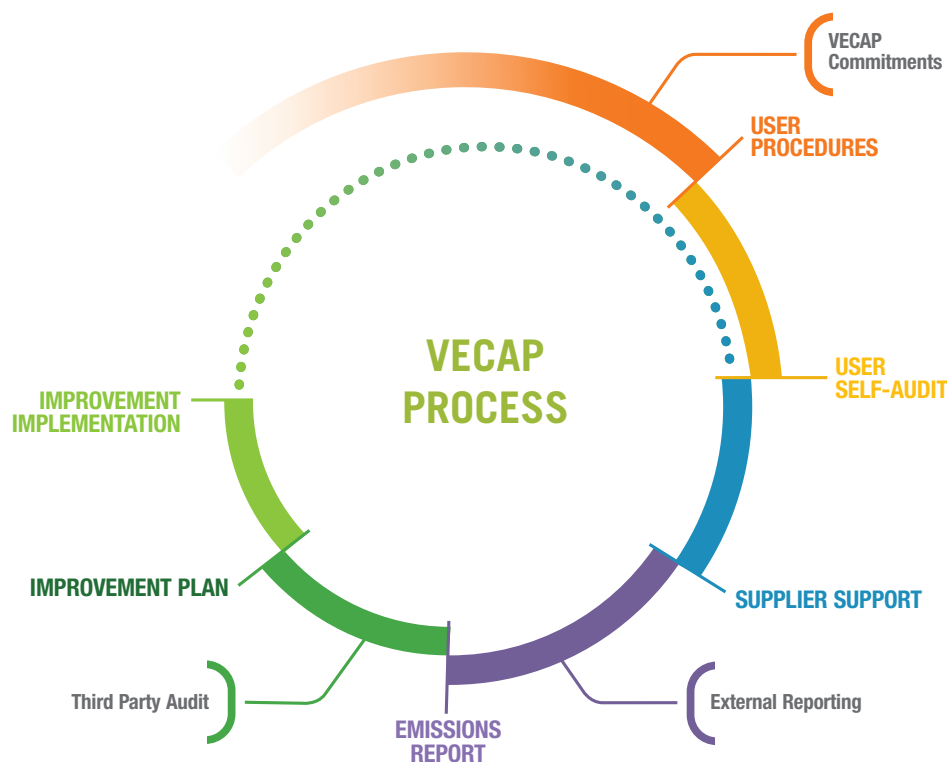 VECAP
Commitments
USER
PROCEDURES
VECAP
PROCESS
USER
SELF-AUDIT
IMPROVEMENT
IMPLEMENTATION
IMPROVEMENT PLAN
SUPPLIER SUPPORT
Third Party Audit
External Reporting
EMISSIONS
REPORT